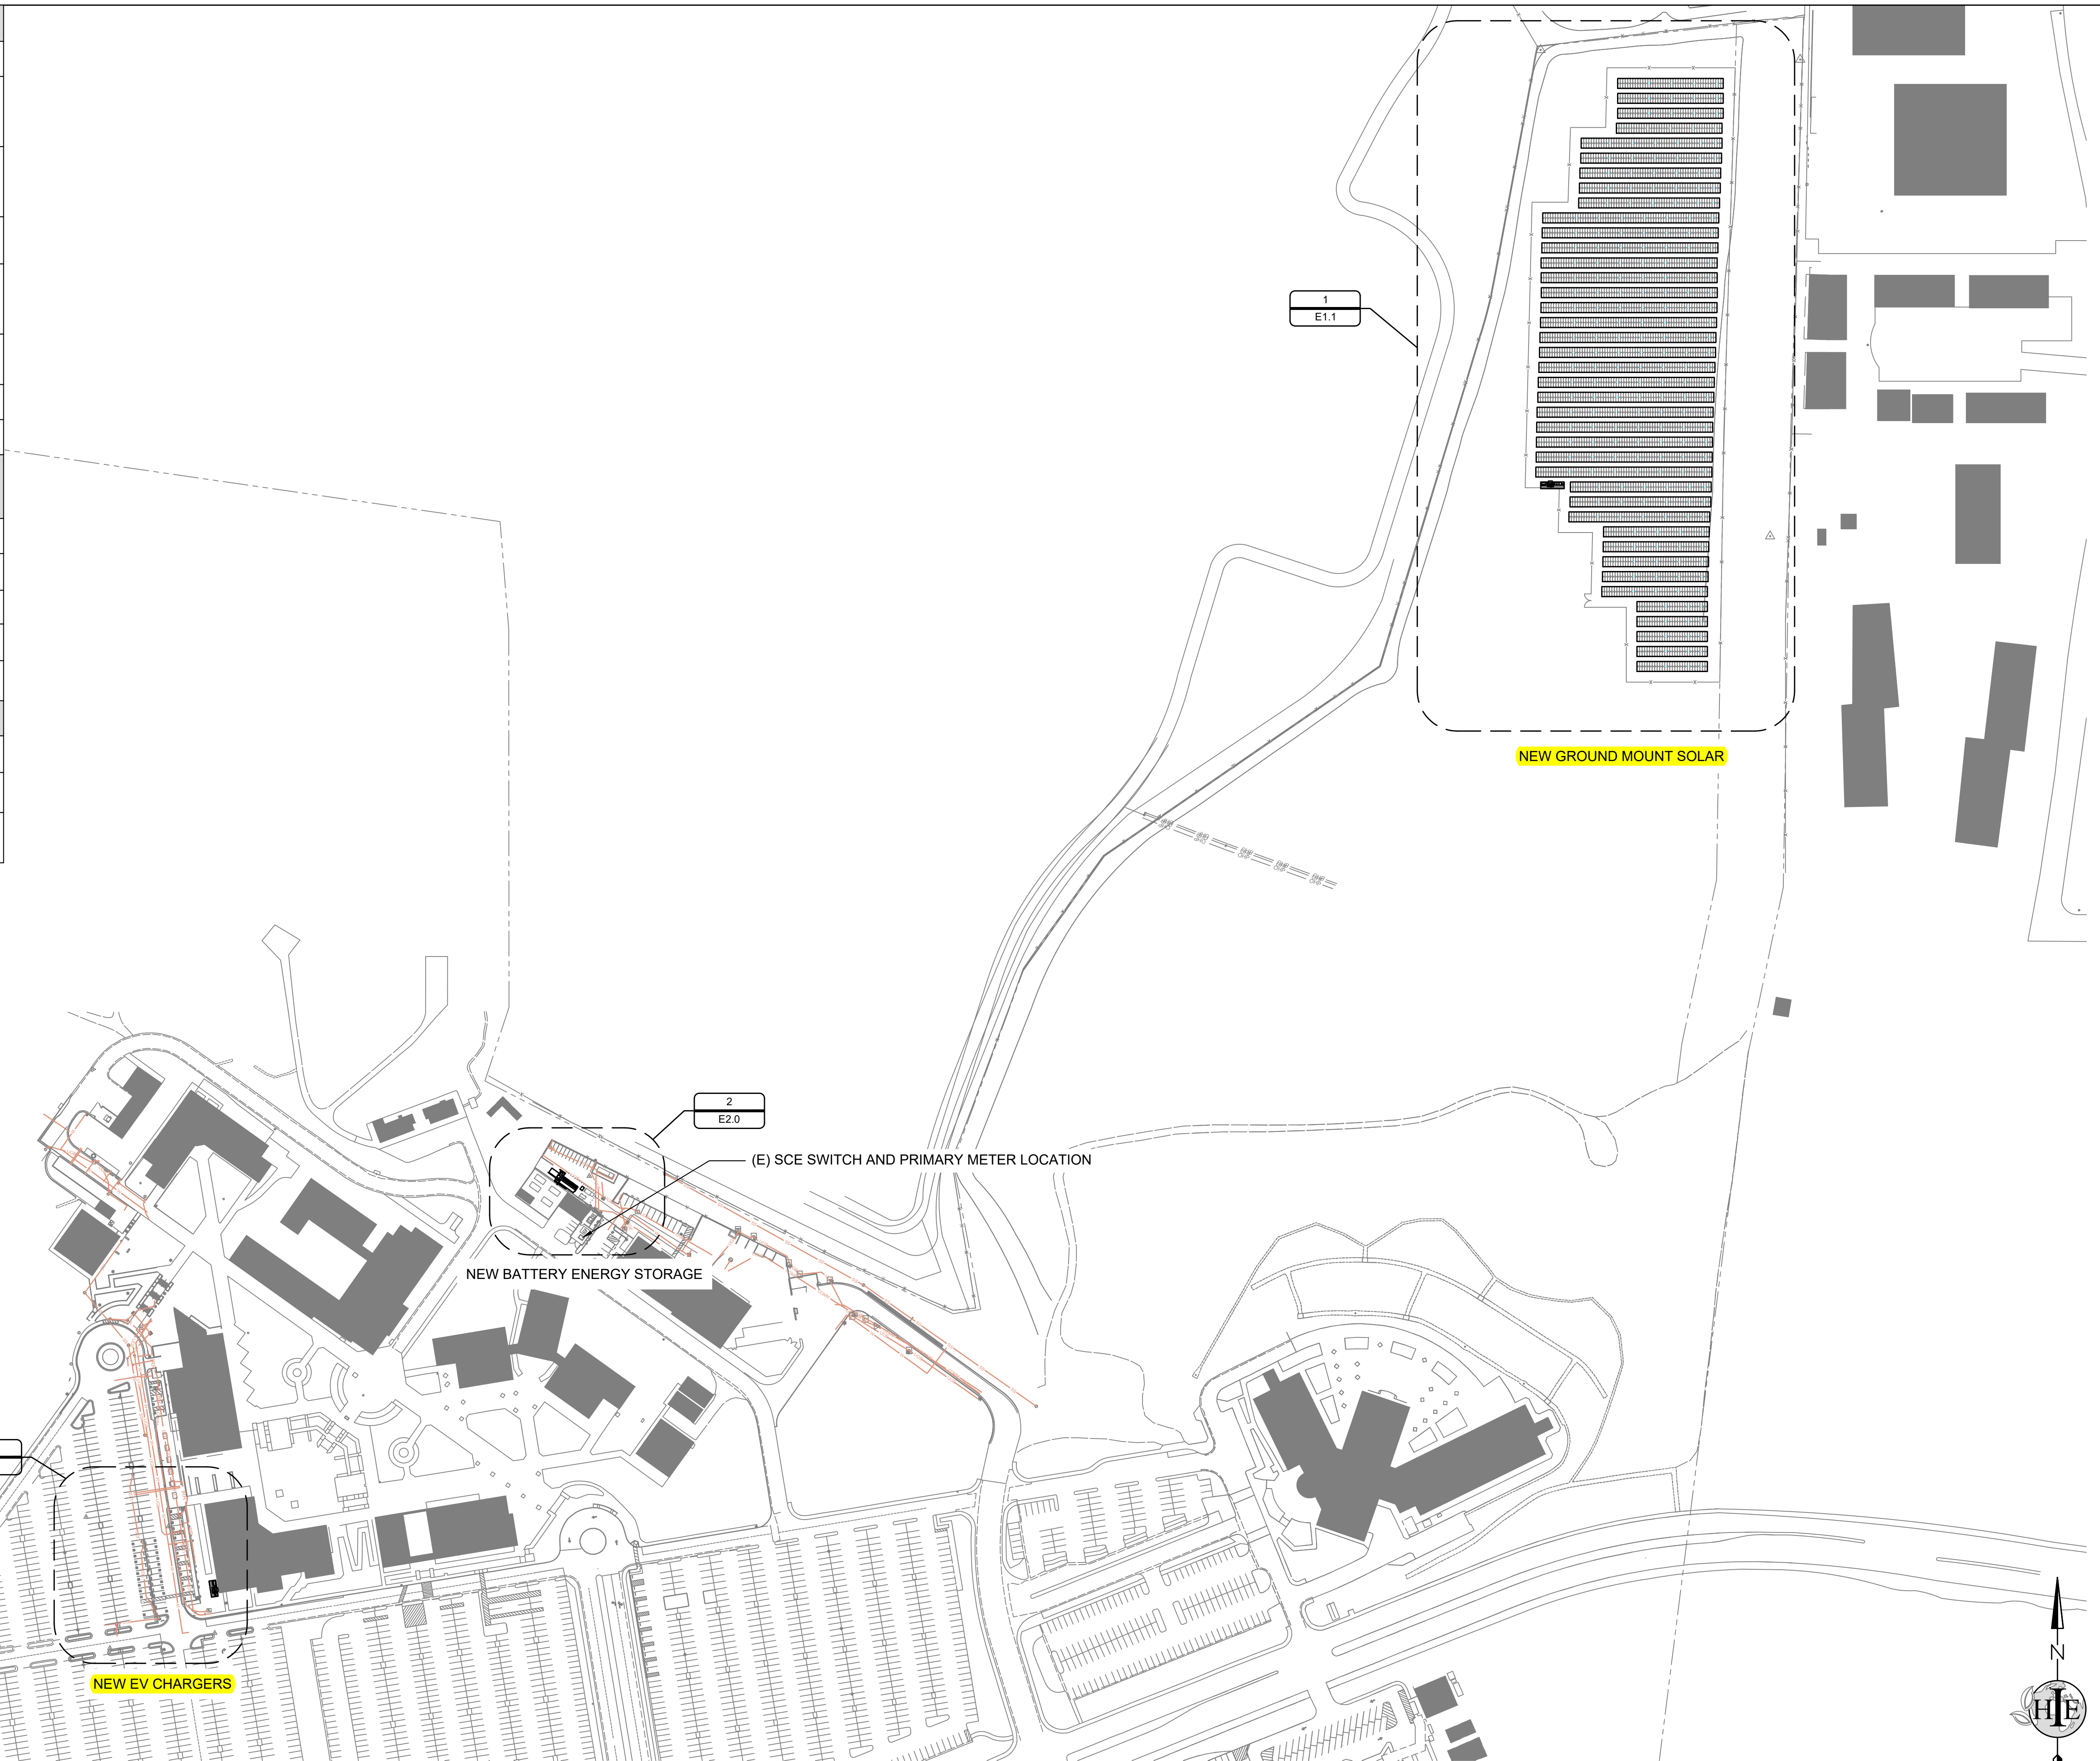 1
E1.1
NEW GROUND MOUNT SOLAR
2
E2.0
(E) SCE SWITCH AND PRIMARY METER LOCATION
NEW BATTERY ENERGY STORAGE
NEW EV CHARGERS
N
HIE